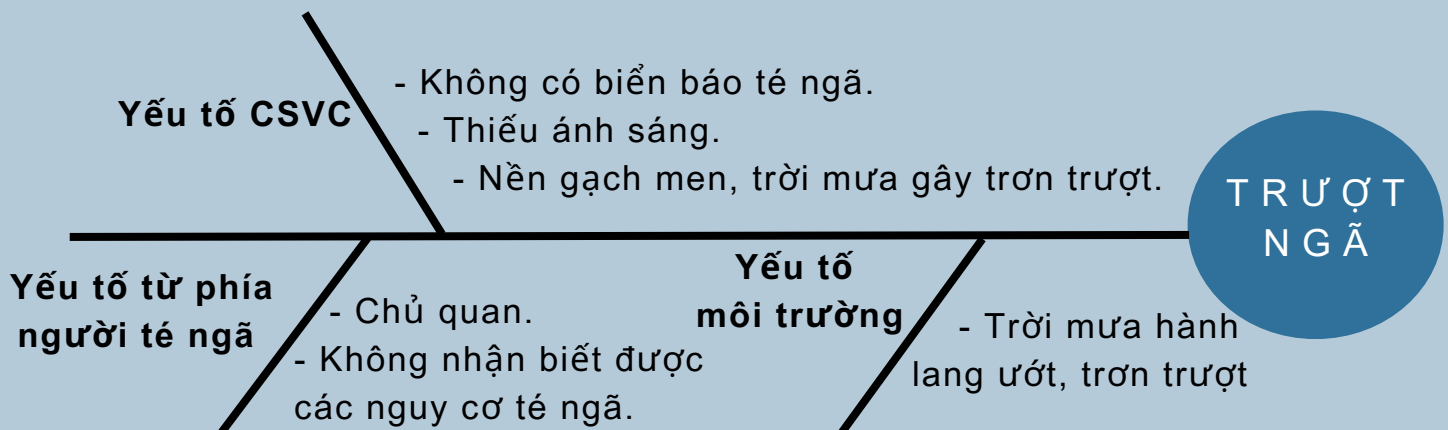 Yếu tố CSVC
- Không có biển báo té ngã.
- Thiếu ánh sáng.
- Nền gạch men, trời mưa gây trơn trượt.
TRƯỢT
NGÃ
Yếu tố từ phía
người té ngã
- Chủ quan.
- Không nhận biết được
các nguy cơ té ngã.
Yếu tố
môi trường
- Trời mưa hành
lang ướt, trơn trượt